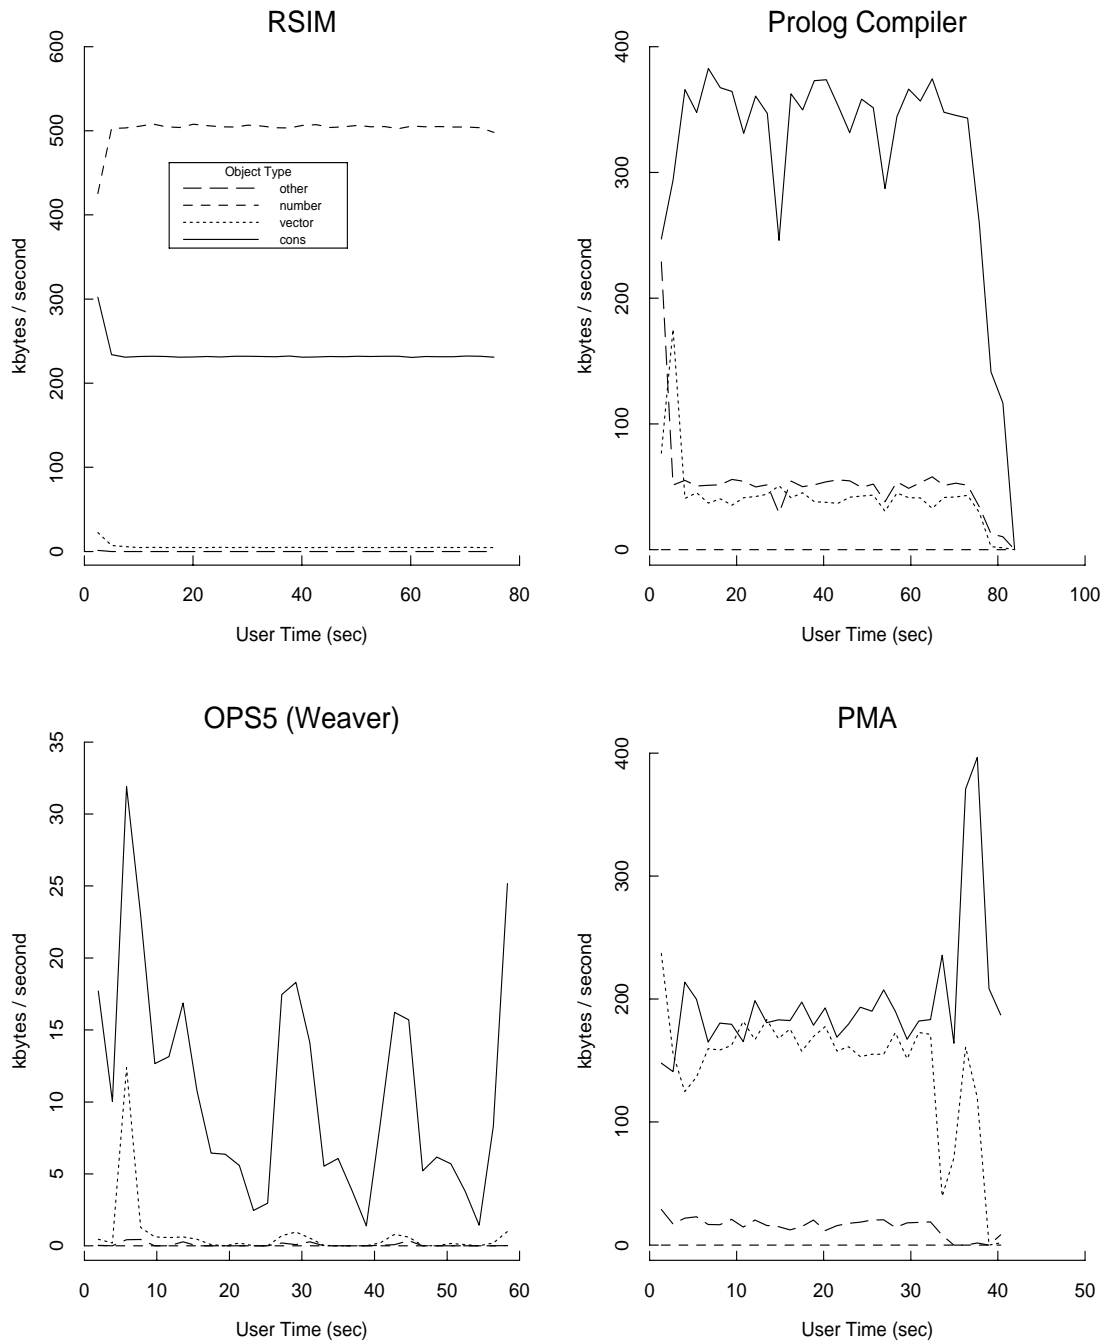 RSIM
600
500
400
300
200
100
0
kbytes / second
Object Type
other
number
vector
cons
0 20 40 60 80
User Time (sec)
Prolog Compiler
400
300
200
100
0
kbytes / second
0 20 40 60 80 100
User Time (sec)
OPS5 (Weaver)
35
30
25
20
15
10
5
0
kbytes / second
0 10 20 30 40 50 60
User Time (sec)
PMA
400
300
200
100
0
kbytes / second
0 10 20 30 40 50
User Time (sec)